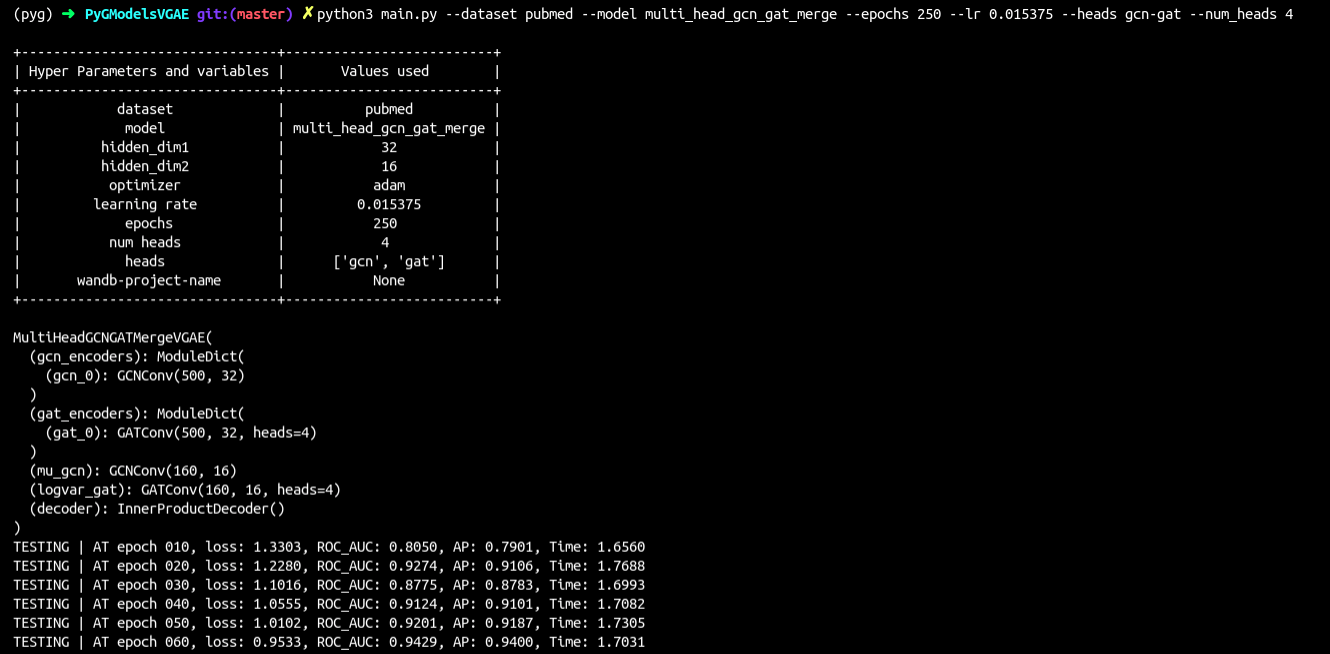 (pyg) ➜ PyGModelsVGAE git:(master) ✗ python3 main.py --dataset pubmed --model multi_head_gcn_gat_merge --epochs 250 --lr 0.015375 --heads gcn-gat --num_heads 4
+--------------------------------+--------------------------+
| Hyper Parameters and variables |       Values used        |
+--------------------------------+--------------------------+
|            dataset             |          pubmed          |
|             model              | multi_head_gcn_gat_merge |
|          hidden_dim1           |            32            |
|          hidden_dim2           |            16            |
|           optimizer            |           adam           |
|         learning rate          |         0.015375         |
|             epochs             |           250            |
|           num heads            |            4             |
|             heads              |      ['gcn', 'gat']      |
|       wandb-project-name       |           None           |
+--------------------------------+--------------------------+
MultiHeadGCNGATMergeVGAE(
  (gcn_encoders): ModuleDict(
    (gcn_0): GCNConv(500, 32)
  )
  (gat_encoders): ModuleDict(
    (gat_0): GATConv(500, 32, heads=4)
  )
  (mu_gcn): GCNConv(160, 16)
  (logvar_gat): GATConv(160, 16, heads=4)
  (decoder): InnerProductDecoder()
)
TESTING | AT epoch 010, loss: 1.3303, ROC_AUC: 0.8050, AP: 0.7901, Time: 1.6560
TESTING | AT epoch 020, loss: 1.2280, ROC_AUC: 0.9274, AP: 0.9106, Time: 1.7688
TESTING | AT epoch 030, loss: 1.1016, ROC_AUC: 0.8775, AP: 0.8783, Time: 1.6993
TESTING | AT epoch 040, loss: 1.0555, ROC_AUC: 0.9124, AP: 0.9101, Time: 1.7082
TESTING | AT epoch 050, loss: 1.0102, ROC_AUC: 0.9201, AP: 0.9187, Time: 1.7305
TESTING | AT epoch 060, loss: 0.9533, ROC_AUC: 0.9429, AP: 0.9400, Time: 1.7031